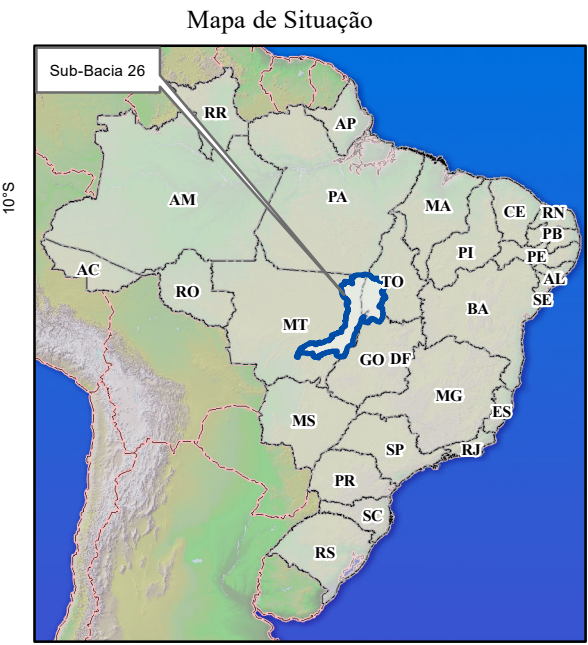 Mapa de Situação
Sub-Bacia 26
10°S
RR
AP
AM
PA
MA
CE
RN
PB
PI
PE
AC
RO
TO
AL
SE
BA
MT
GO
DF
MG
ES
MS
SP
RJ
PR
SC
RS